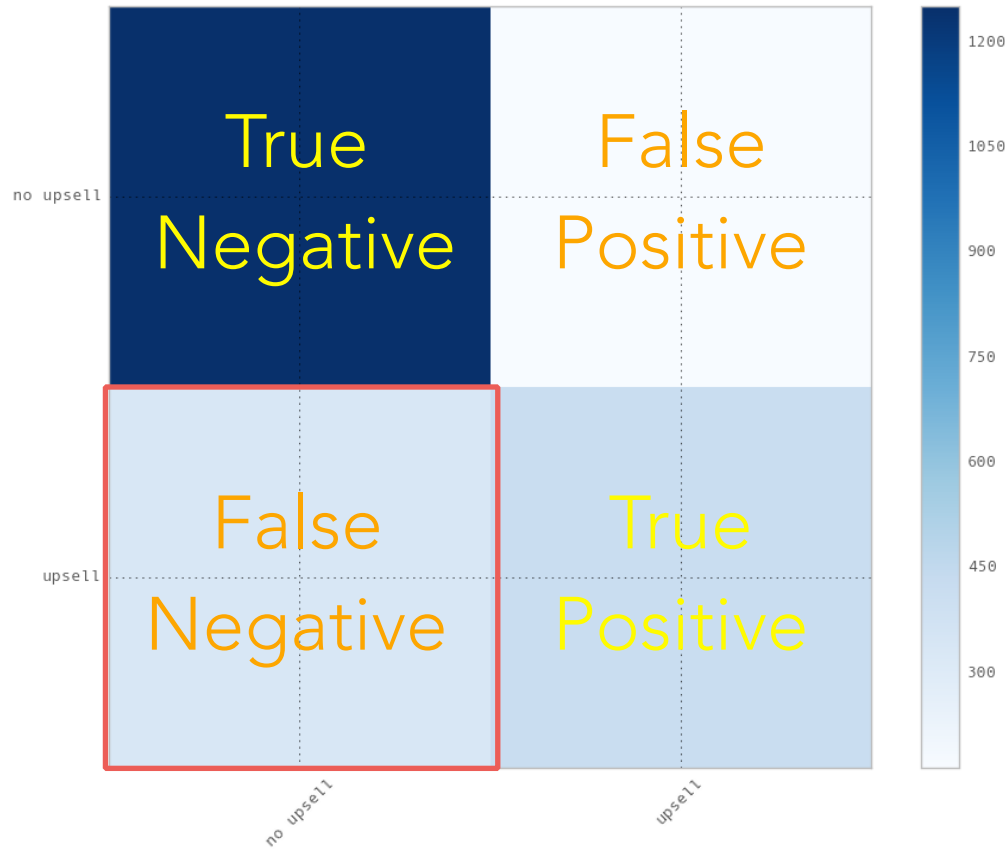 True
Negative
False
Positive
no upsell
False
Negative
True
Positive
upsell
no upsell
upsell
1200
1050
900
750
600
450
300